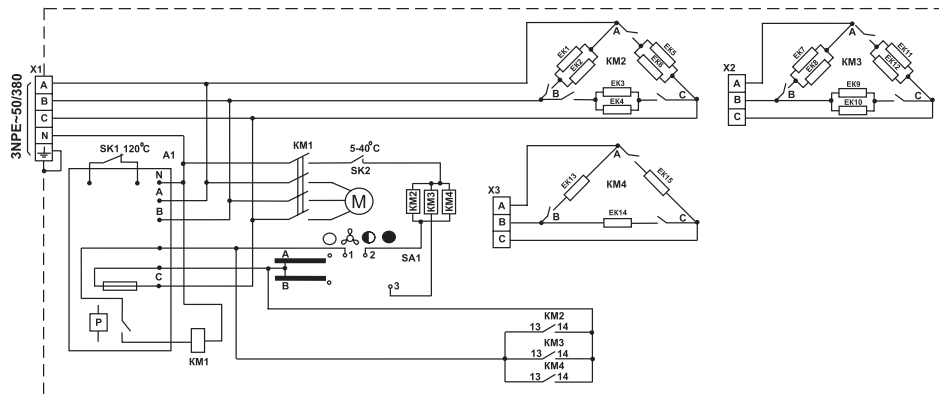 3NPE~50/380
X1
A
B
C
N
SK1 120°C
A1
N
A
B
C
P
KM1
KM1
5-40°C
SK2
M
KM2
KM3
KM4
SA1
1
2
3
A
B
A
EK1
EK2
EK5
EK6
KM2
EK3
EK4
B
C
X2
A
B
C
A
EK7
EK8
EK11
EK12
KM3
EK9
EK10
B
C
X3
A
B
C
A
EK13
EK15
KM4
EK14
B
C
KM2
13 14
KM3
13 14
KM4
13 14